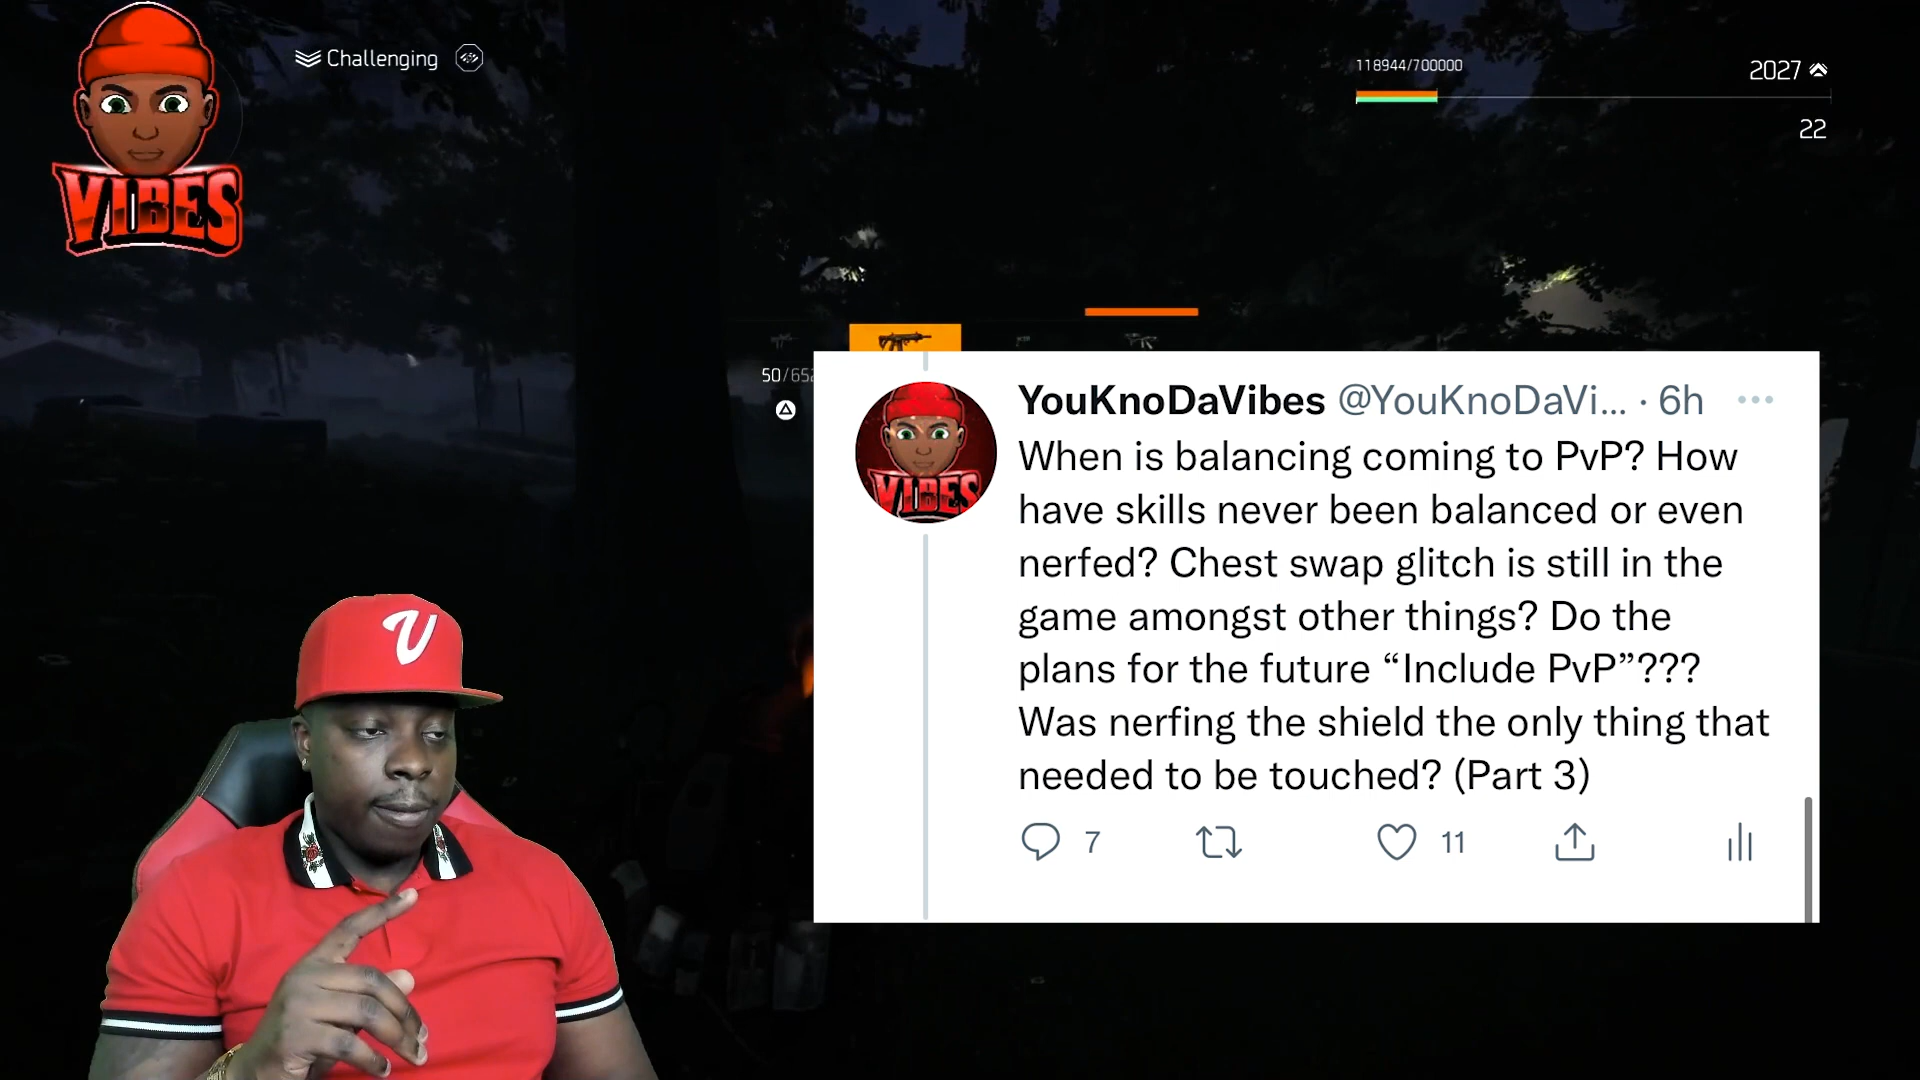 Challenging
118944/700000
2027
22
VIBES
50/652
YouKnoDaVibes @YouKnoDaVi... · 6h
When is balancing coming to PvP? How
have skills never been balanced or even
nerfed? Chest swap glitch is still in the
game amongst other things? Do the
plans for the future “Include PvP”???
Was nerfing the shield the only thing that
needed to be touched? (Part 3)
VIBES
7
11
V